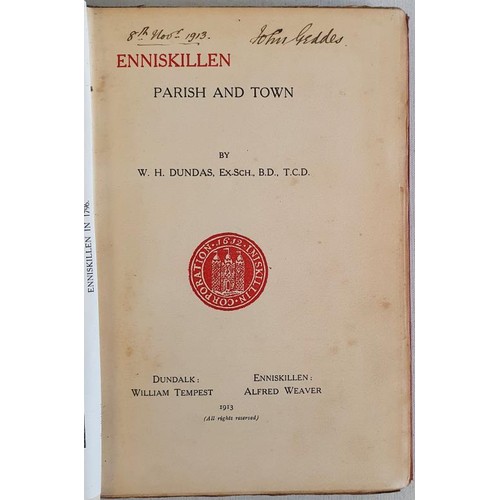 8th Novr 1913.
John Geddes
ENNISKILLEN
PARISH AND TOWN
BY
W. H. DUNDAS, EX-SCH., B.D., T.C.D.
CORPORATION · 1612 · INISKILLIN ·
DUNDALK:
WILLIAM TEMPEST
ENNISKILLEN:
ALFRED WEAVER
1913
(All rights reserved)
ENNISKILLEN IN 1796.